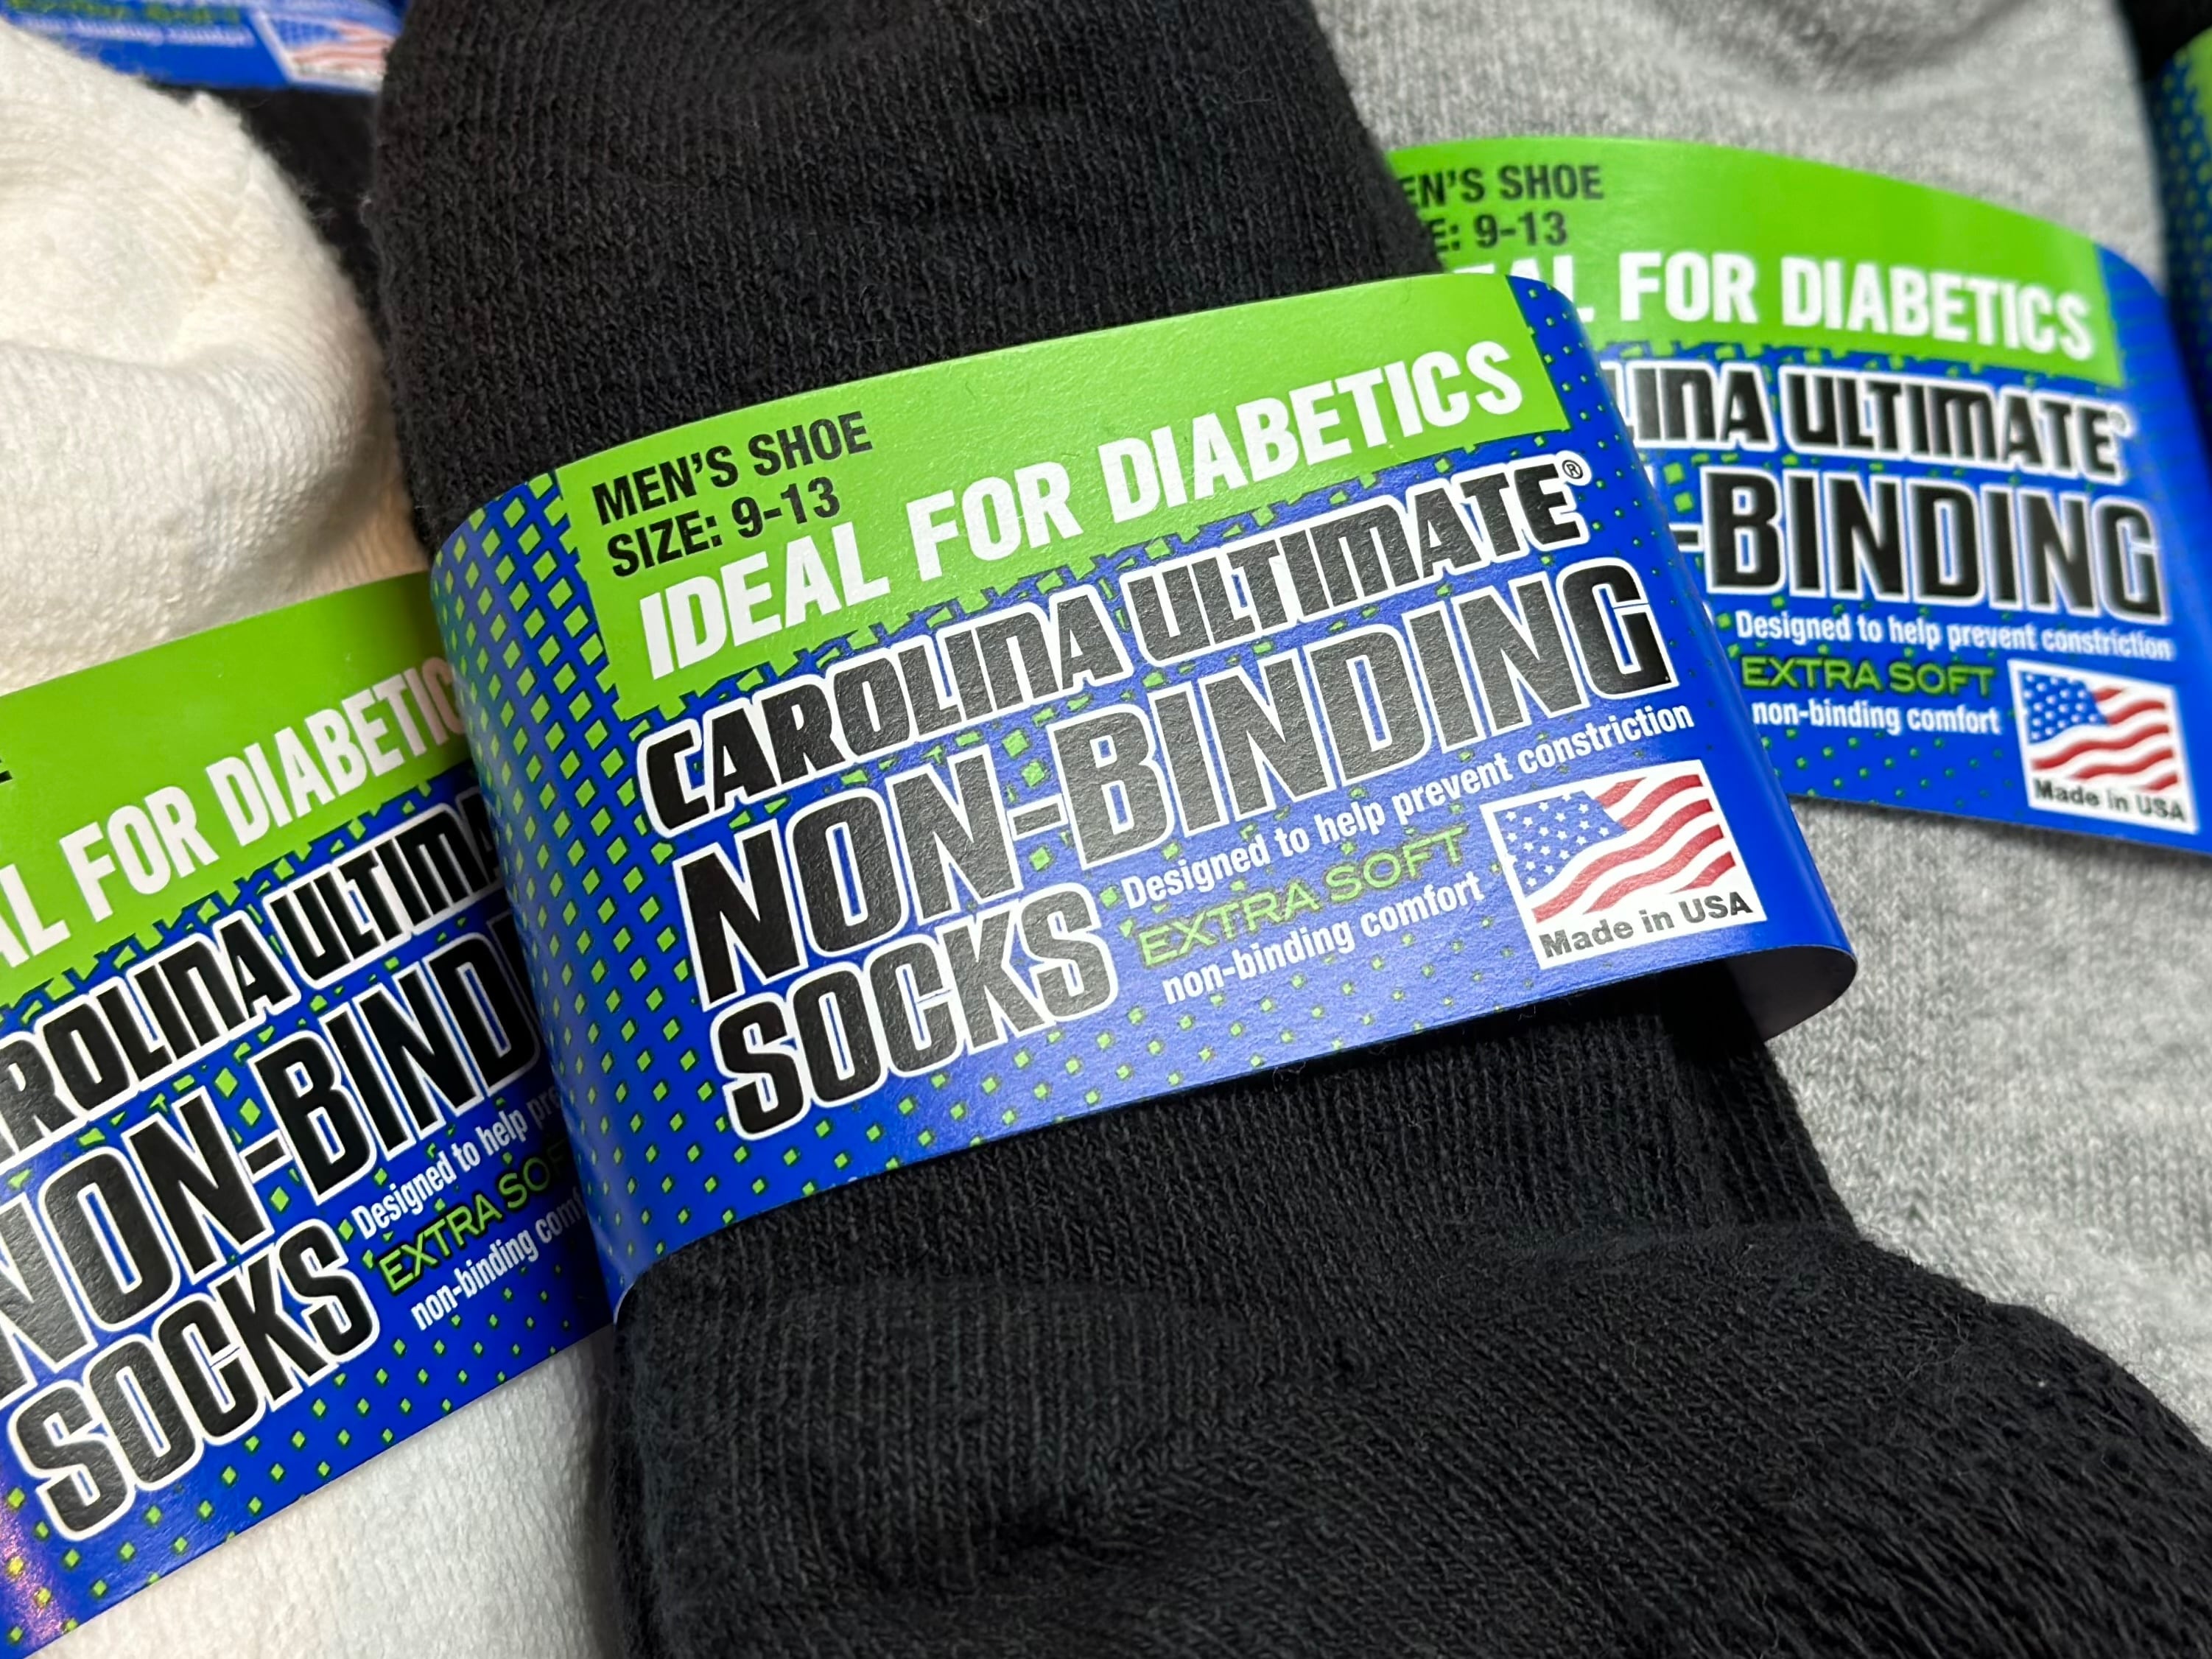 MEN'S SHOE
SIZE: 9-13
IDEAL FOR DIABETICS
CAROLINA ULTIMATE®
NON-BINDING
SOCKS
Designed to help prevent constriction
EXTRA SOFT
non-binding comfort
Made in USA
EN'S SHOE
E: 9-13
EAL FOR DIABETICS
LINA ULTIMATE®
-BINDING
Designed to help prevent constriction
EXTRA SOFT
non-binding comfort
Made in USA
AL FOR DIABETIC
AROLINA ULTIMA
NON-BIND
SOCKS
Designed to help pre
EXTRA SOF
non-binding comf